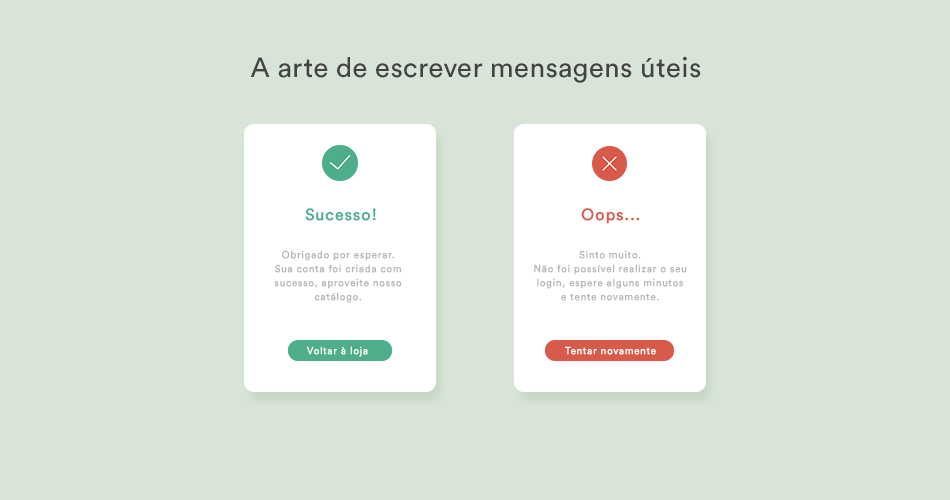 A arte de escrever mensagens úteis
Sucesso!
Obrigado por esperar.
Sua conta foi criada com
sucesso, aproveite nosso
catálogo.
Voltar à loja
Oops...
Sinto muito.
Não foi possível realizar o seu
login, espere alguns minutos
e tente novamente.
Tentar novamente